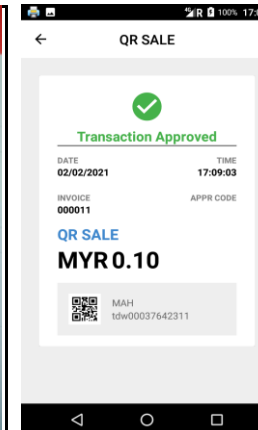 R 100% 17:
QR SALE
Transaction Approved
DATE TIME
02/02/2021 17:09:03
INVOICE APPR CODE
000011
QR SALE
MYR 0.10
MAH
tdw00037642311